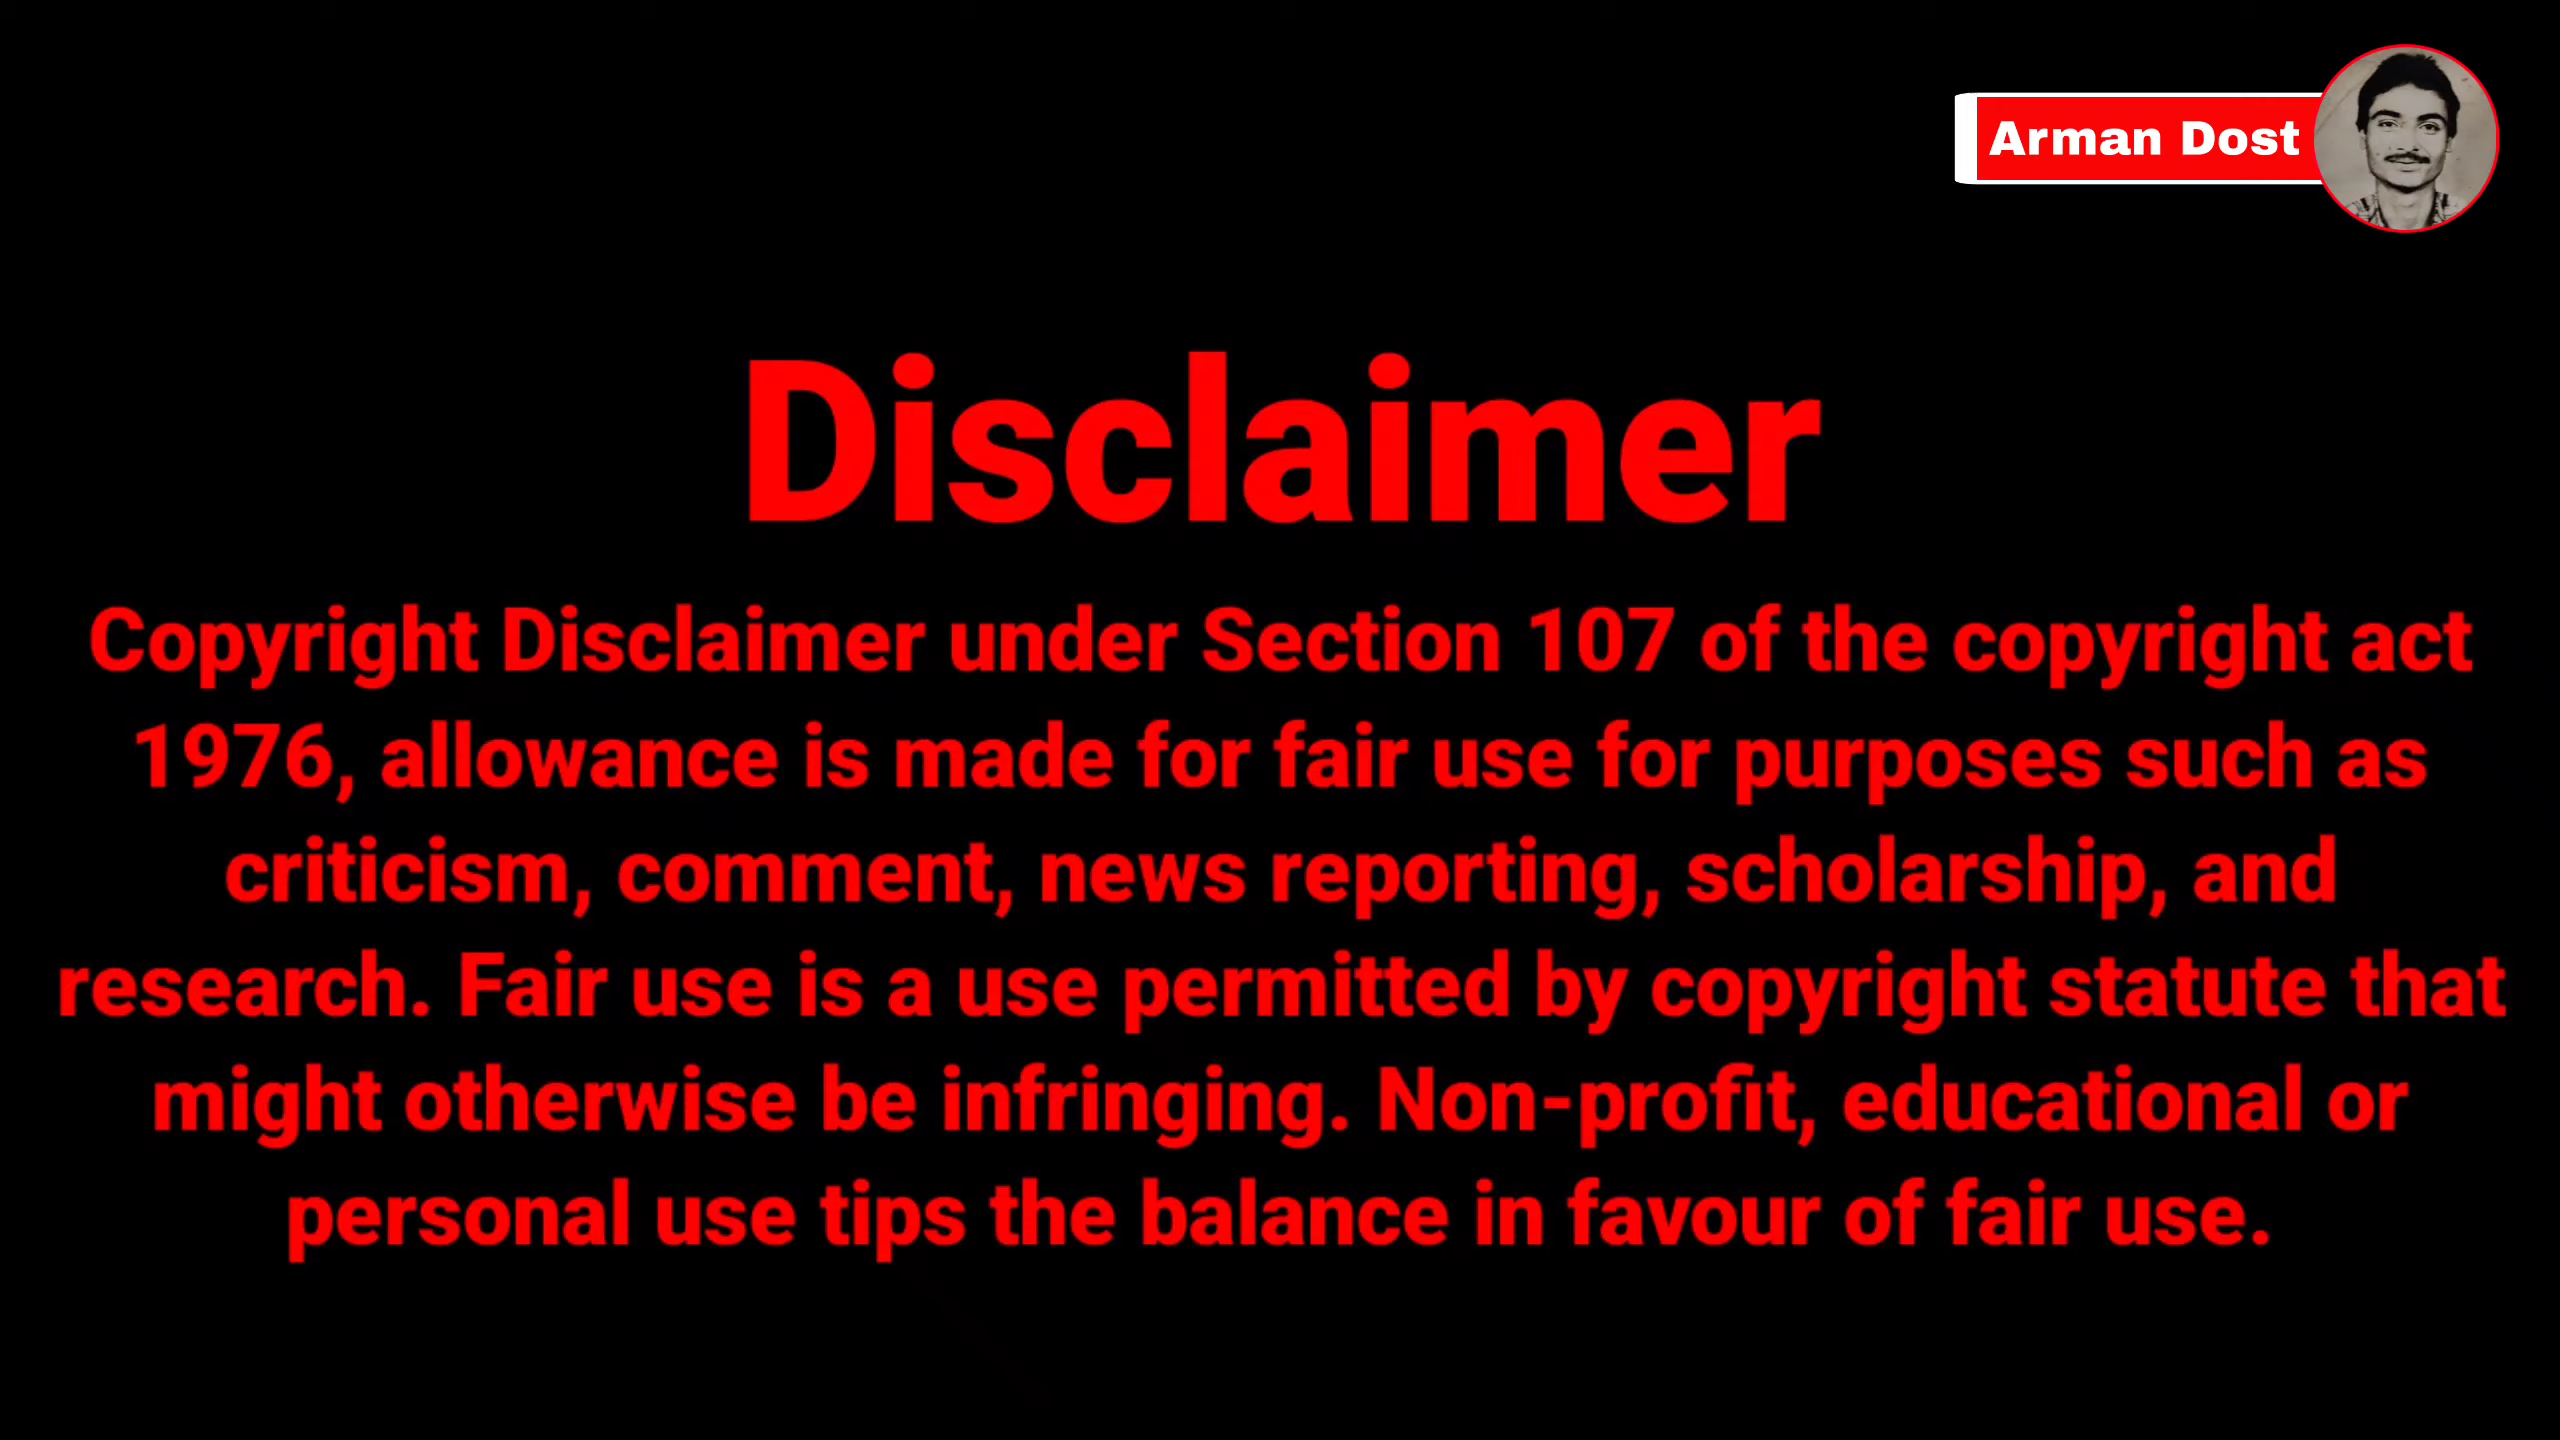 Arman Dost
Disclaimer
Copyright Disclaimer under Section 107 of the copyright act
1976, allowance is made for fair use for purposes such as
criticism, comment, news reporting, scholarship, and
research. Fair use is a use permitted by copyright statute that
might otherwise be infringing. Non-profit, educational or
personal use tips the balance in favour of fair use.